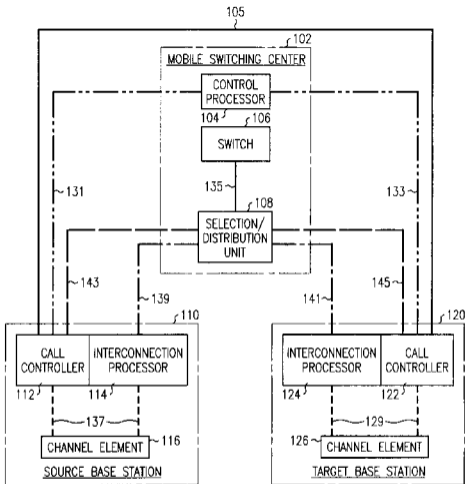 105
102
MOBILE SWITCHING CENTER
CONTROL
PROCESSOR
104
106
SWITCH
131
135
133
108
SELECTION/
DISTRIBUTION
UNIT
143
139
141
145
110
120
CALL
CONTROLLER
INTERCONNECTION
PROCESSOR
INTERCONNECTION
PROCESSOR
CALL
CONTROLLER
112
114
124
122
137
129
CHANNEL ELEMENT
116
126
CHANNEL ELEMENT
SOURCE BASE STATION
TARGET BASE STATION